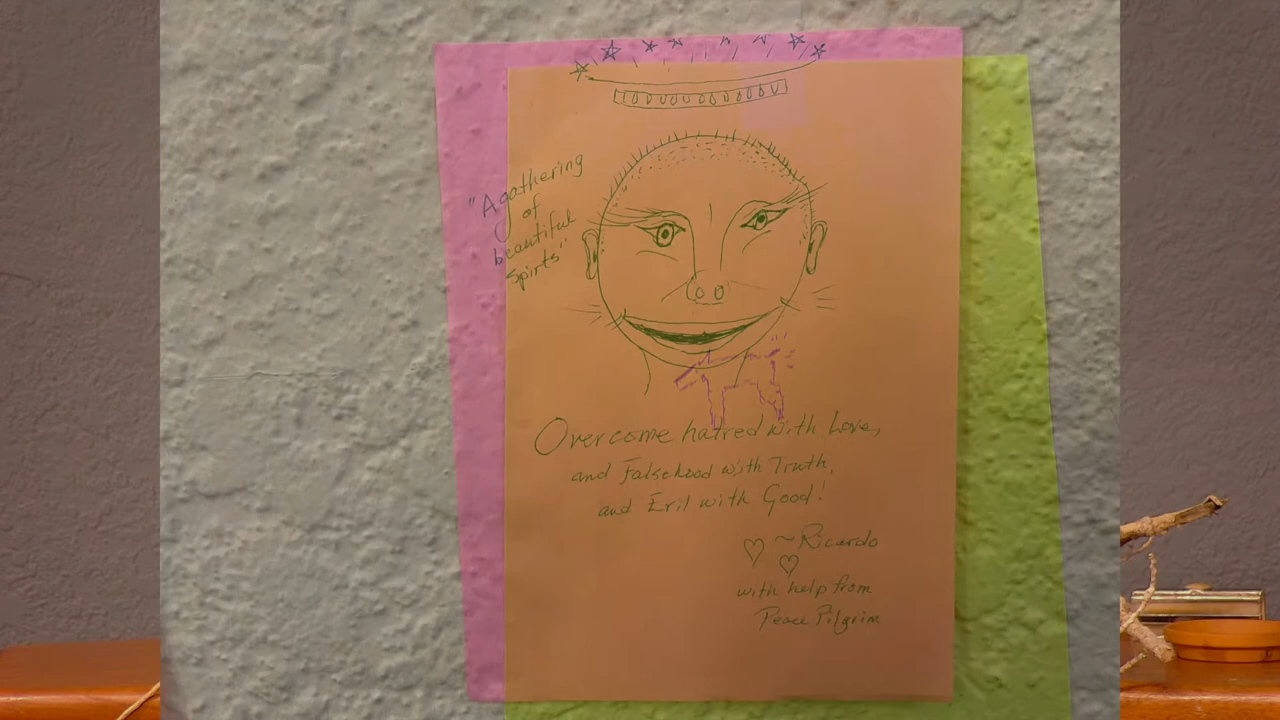 "A gathering
of
beautiful
Spirts"
Overcome hatred with Love,
and Falsehood with Truth,
and Evil with Good!
~ Ricardo
with help from
Peace Pilgrim